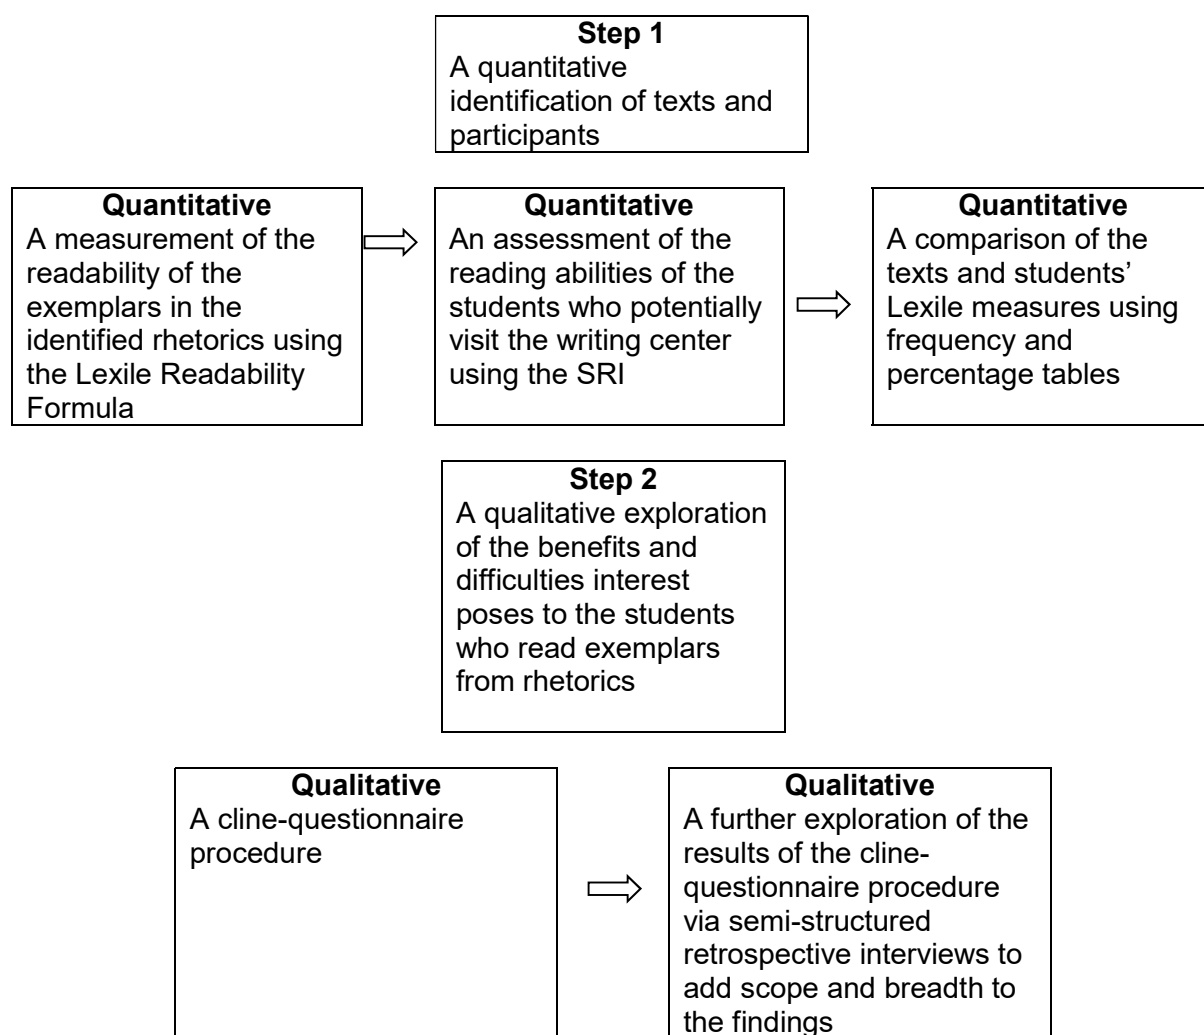 Step 1
A quantitative
identification of texts and
participants
Quantitative
A measurement of the
readability of the
exemplars in the
identified rhetorics using
the Lexile Readability
Formula
Quantitative
An assessment of the
reading abilities of the
students who potentially
visit the writing center
using the SRI
Quantitative
A comparison of the
texts and students’
Lexile measures using
frequency and
percentage tables
Step 2
A qualitative exploration
of the benefits and
difficulties interest
poses to the students
who read exemplars
from rhetorics
Qualitative
A cline-questionnaire
procedure
Qualitative
A further exploration of the
results of the cline-
questionnaire procedure
via semi-structured
retrospective interviews to
add scope and breadth to
the findings